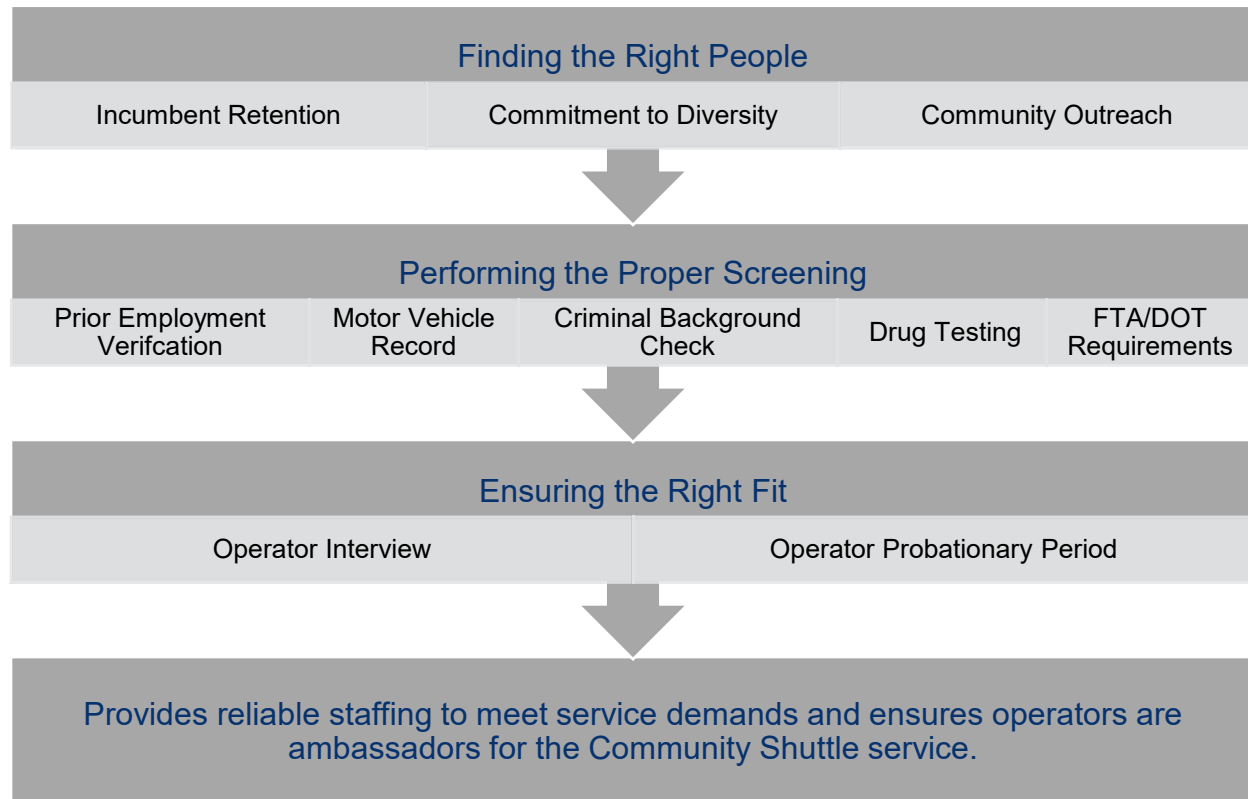 Finding the Right People
Incumbent Retention
Commitment to Diversity
Community Outreach
Performing the Proper Screening
Prior Employment
Verifcation
Motor Vehicle
Record
Criminal Background
Check
Drug Testing
FTA/DOT
Requirements
Ensuring the Right Fit
Operator Interview
Operator Probationary Period
Provides reliable staffing to meet service demands and ensures operators are
ambassadors for the Community Shuttle service.